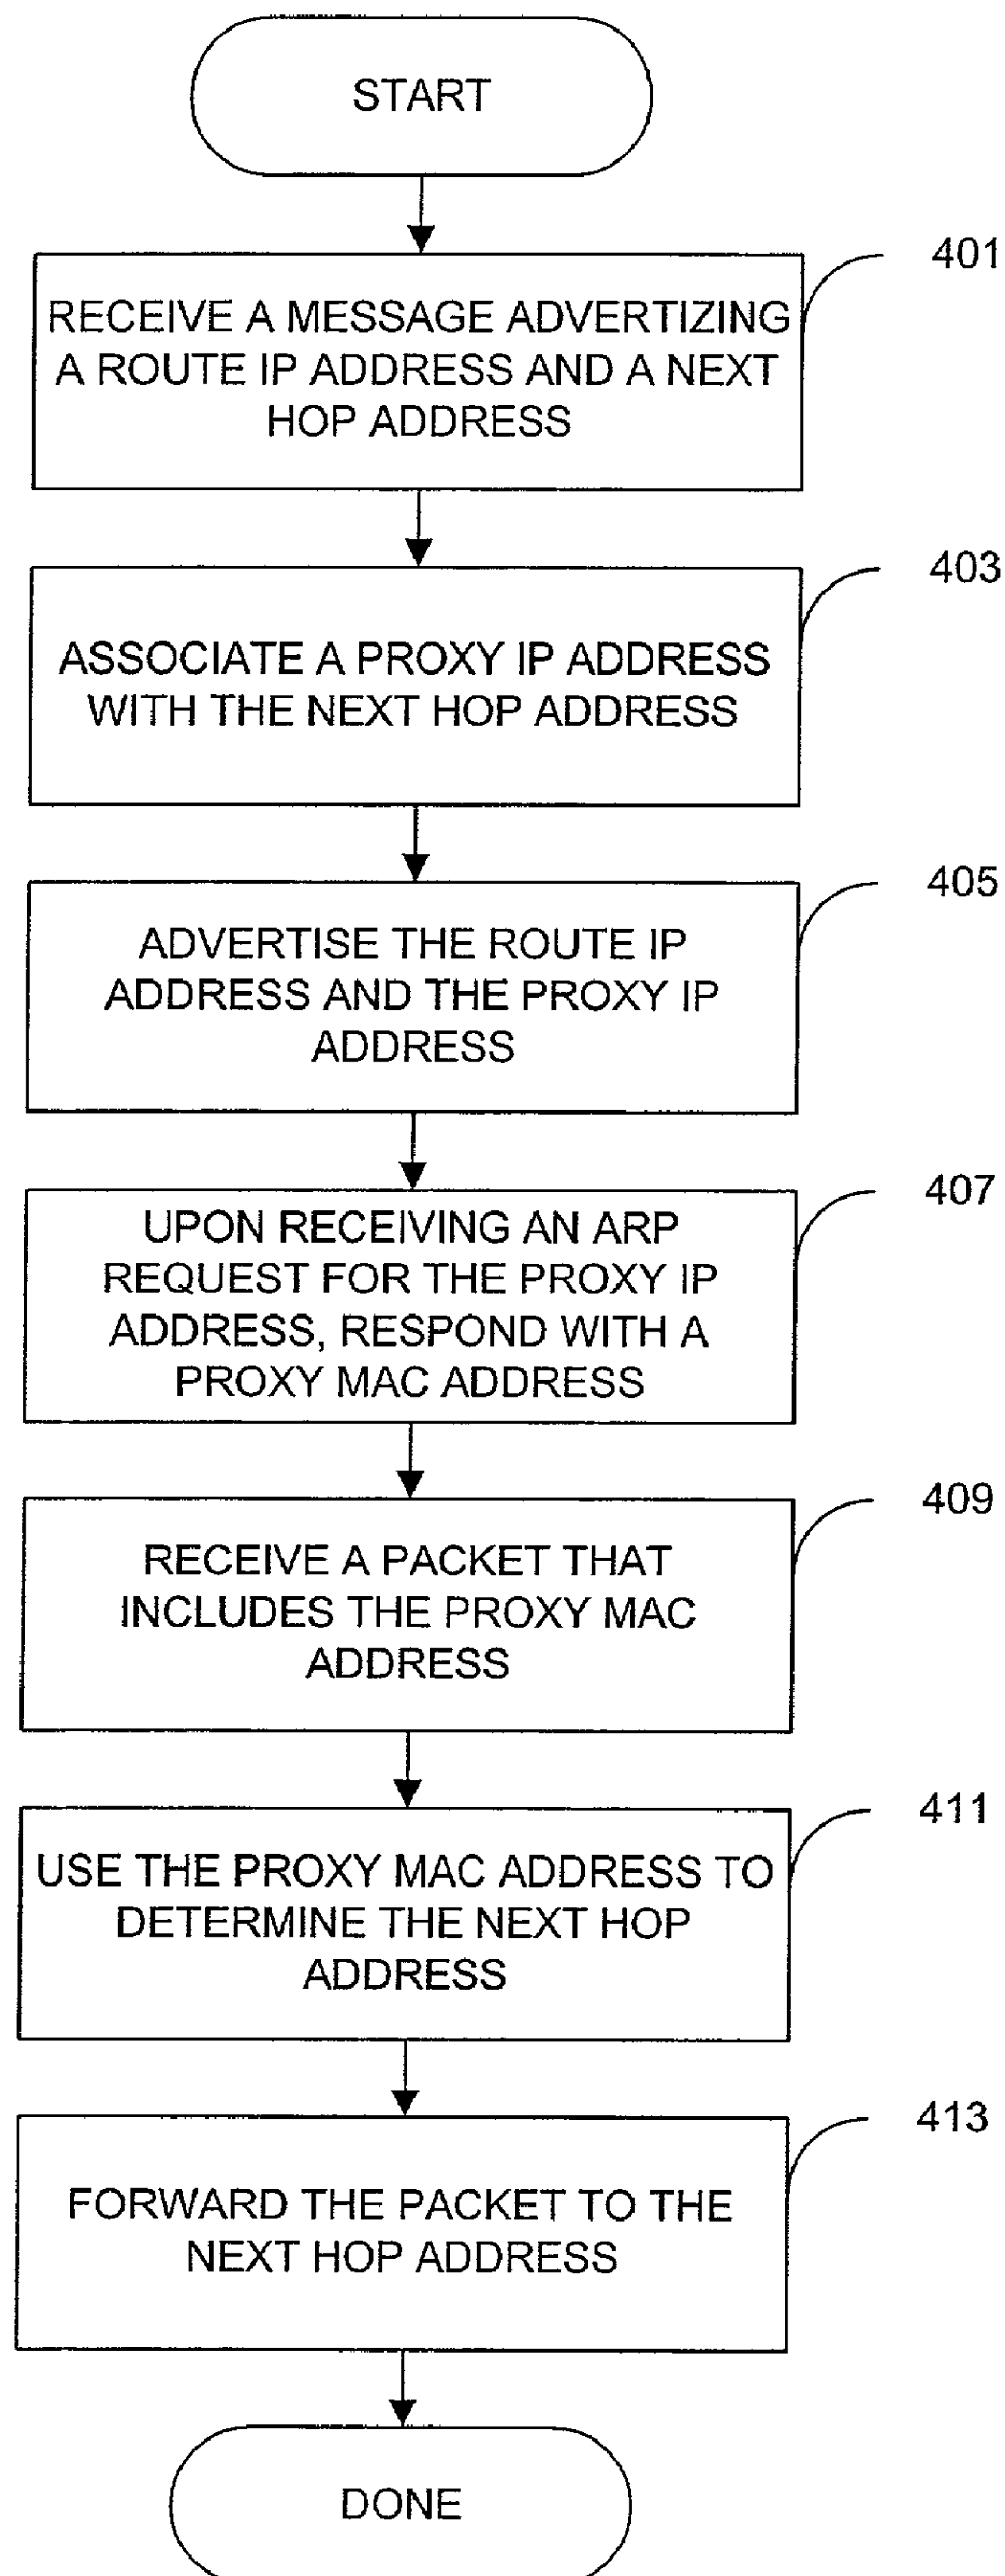 START
401
RECEIVE A MESSAGE ADVERTIZING
A ROUTE IP ADDRESS AND A NEXT
HOP ADDRESS
403
ASSOCIATE A PROXY IP ADDRESS
WITH THE NEXT HOP ADDRESS
405
ADVERTISE THE ROUTE IP
ADDRESS AND THE PROXY IP
ADDRESS
407
UPON RECEIVING AN ARP
REQUEST FOR THE PROXY IP
ADDRESS, RESPOND WITH A
PROXY MAC ADDRESS
409
RECEIVE A PACKET THAT
INCLUDES THE PROXY MAC
ADDRESS
411
USE THE PROXY MAC ADDRESS TO
DETERMINE THE NEXT HOP
ADDRESS
413
FORWARD THE PACKET TO THE
NEXT HOP ADDRESS
DONE